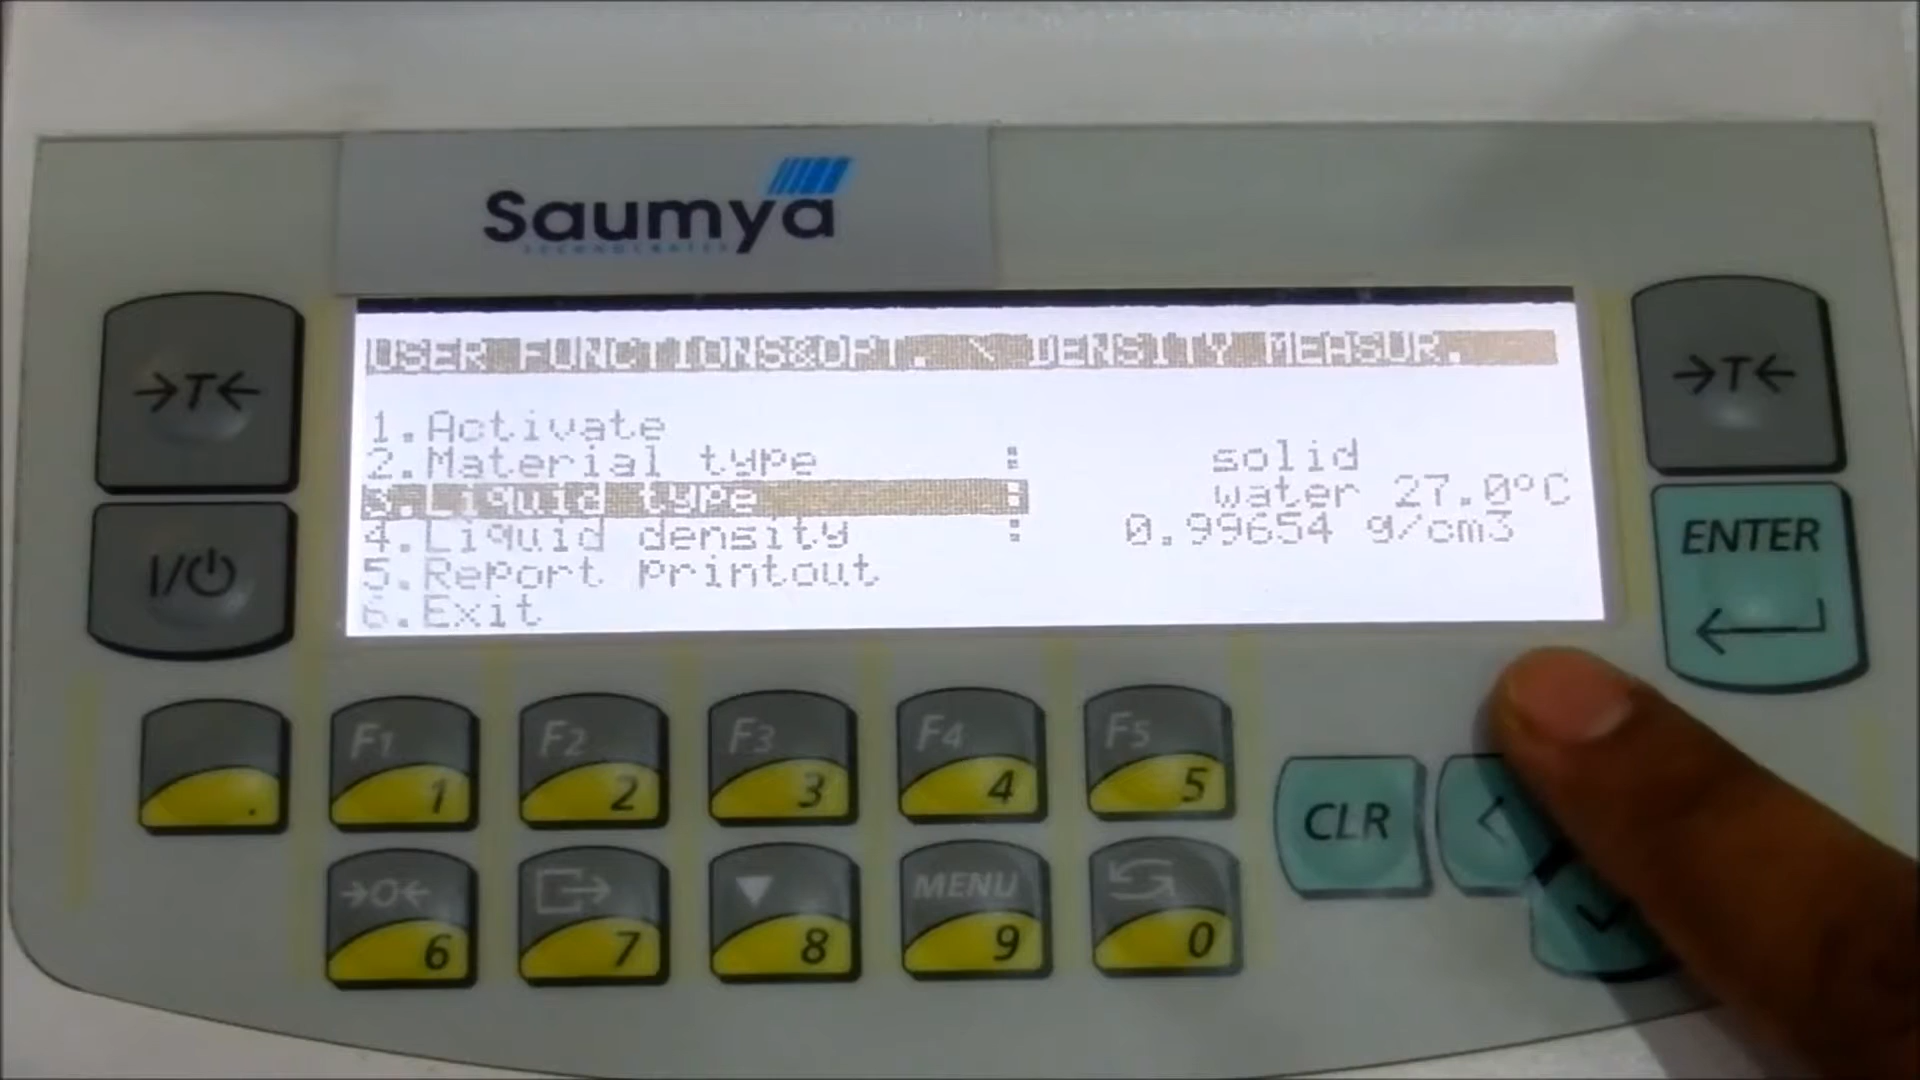 Saumya
TECHNOCRATES
USER FUNCTIONS&OPT. \ DENSITY MEASUR.
1.Activate
2.Material type : solid
3.Liquid type : water 27.0°C
4.Liquid density : 0.99654 g/cm3
5.Report printout
6.Exit
→T←
→T←
I/
ENTER
.
F1 1
F2 2
F3 3
F4 4
F5 5
CLR
→0← 6
7
8
MENU 9
0